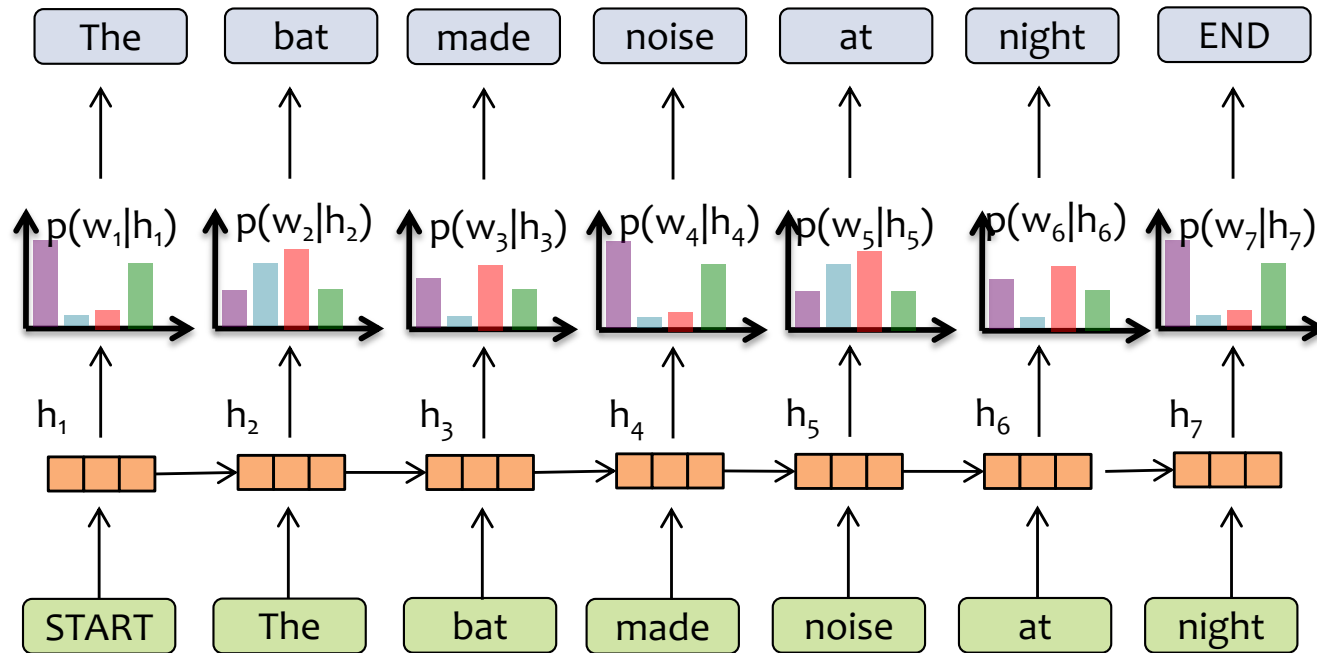 The bat made noise at night END
p(w₁|h₁) p(w₂|h₂) p(w₃|h₃) p(w₄|h₄) p(w₅|h₅) p(w₆|h₆) p(w₇|h₇)
h₁ h₂ h₃ h₄ h₅ h₆ h₇
START The bat made noise at night